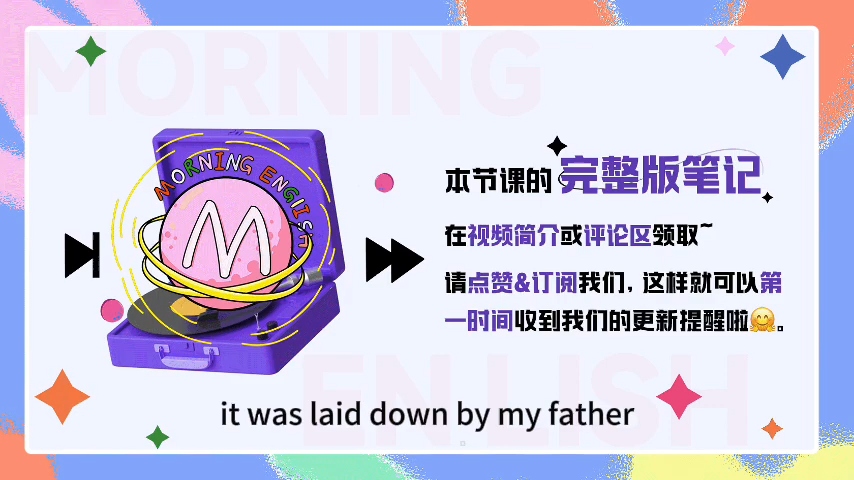 MORNING
MORNING ENGLISH
M
本节课的 完整版笔记
在视频简介或评论区领取~
请点赞&订阅我们, 这样就可以第
一时间收到我们的更新提醒啦🤗。
EN LISH
it was laid down by my father